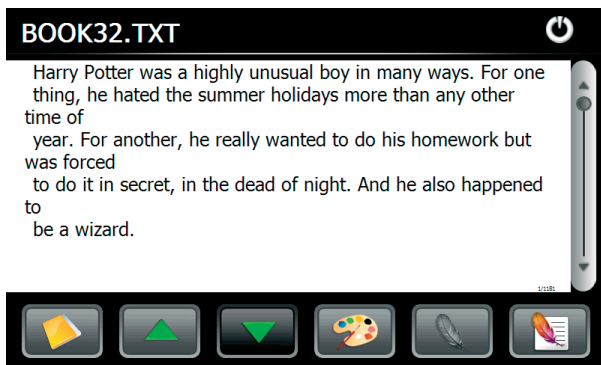 BOOK32.TXT
Harry Potter was a highly unusual boy in many ways. For one
thing, he hated the summer holidays more than any other
time of
year. For another, he really wanted to do his homework but
was forced
to do it in secret, in the dead of night. And he also happened
to
be a wizard.
1/1181